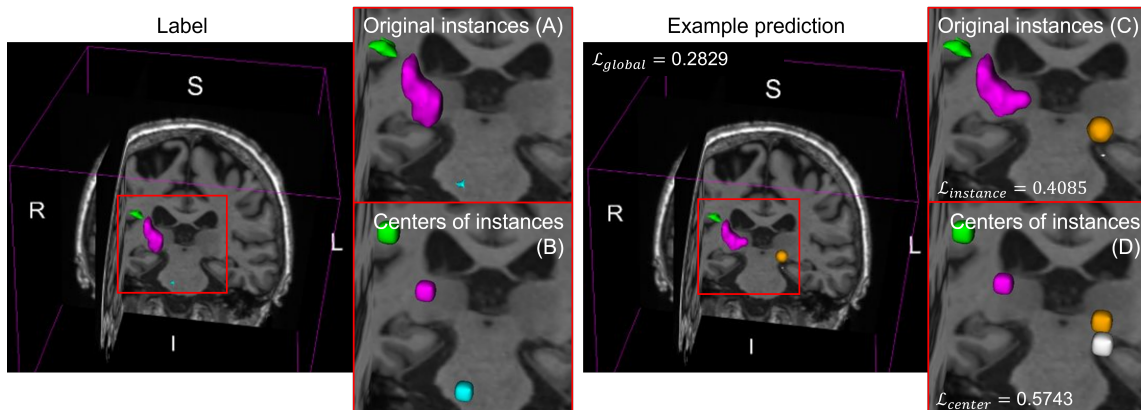 Label
Original instances (A)
Example prediction
Original instances (C)
ℒ_global = 0.2829
S
S
R
L
R
L
ℒ_instance = 0.4085
Centers of instances
(B)
Centers of instances
(D)
I
I
ℒ_center = 0.5743